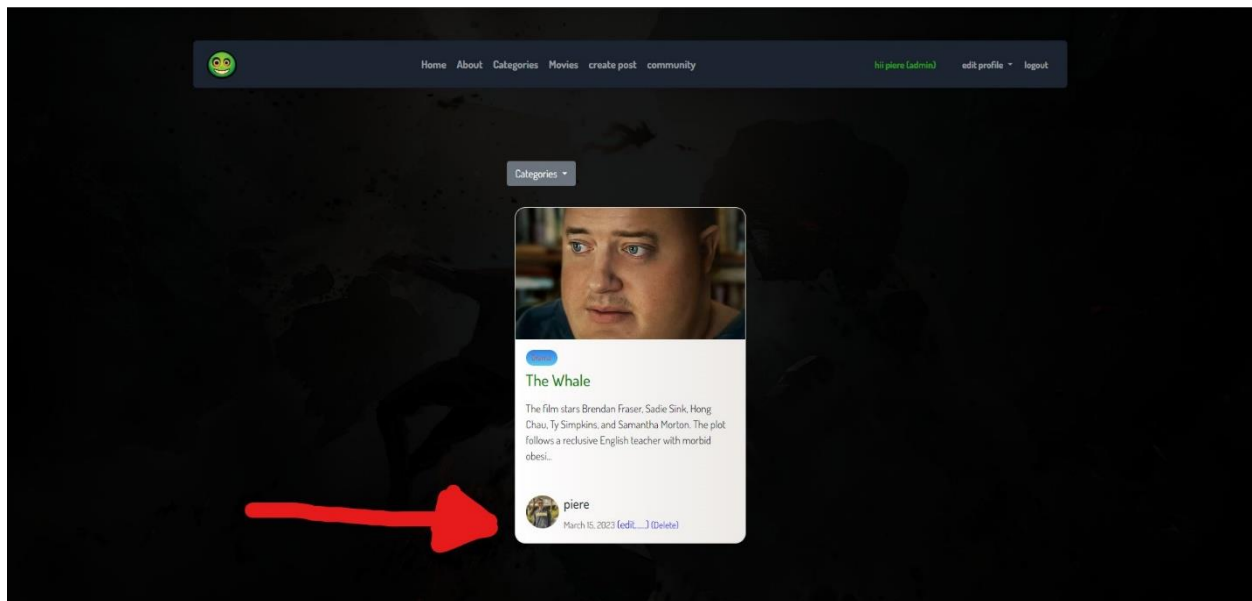 Home About Categories Movies create post community hii piere (admin) edit profile logout
Categories
The Whale
The film stars Brendan Fraser, Sadie Sink, Hong
Chau, Ty Simpkins, and Samantha Morton. The plot
follows a reclusive English teacher with morbid
obesi...
piere
March 15, 2023 (edit.....) (Delete)